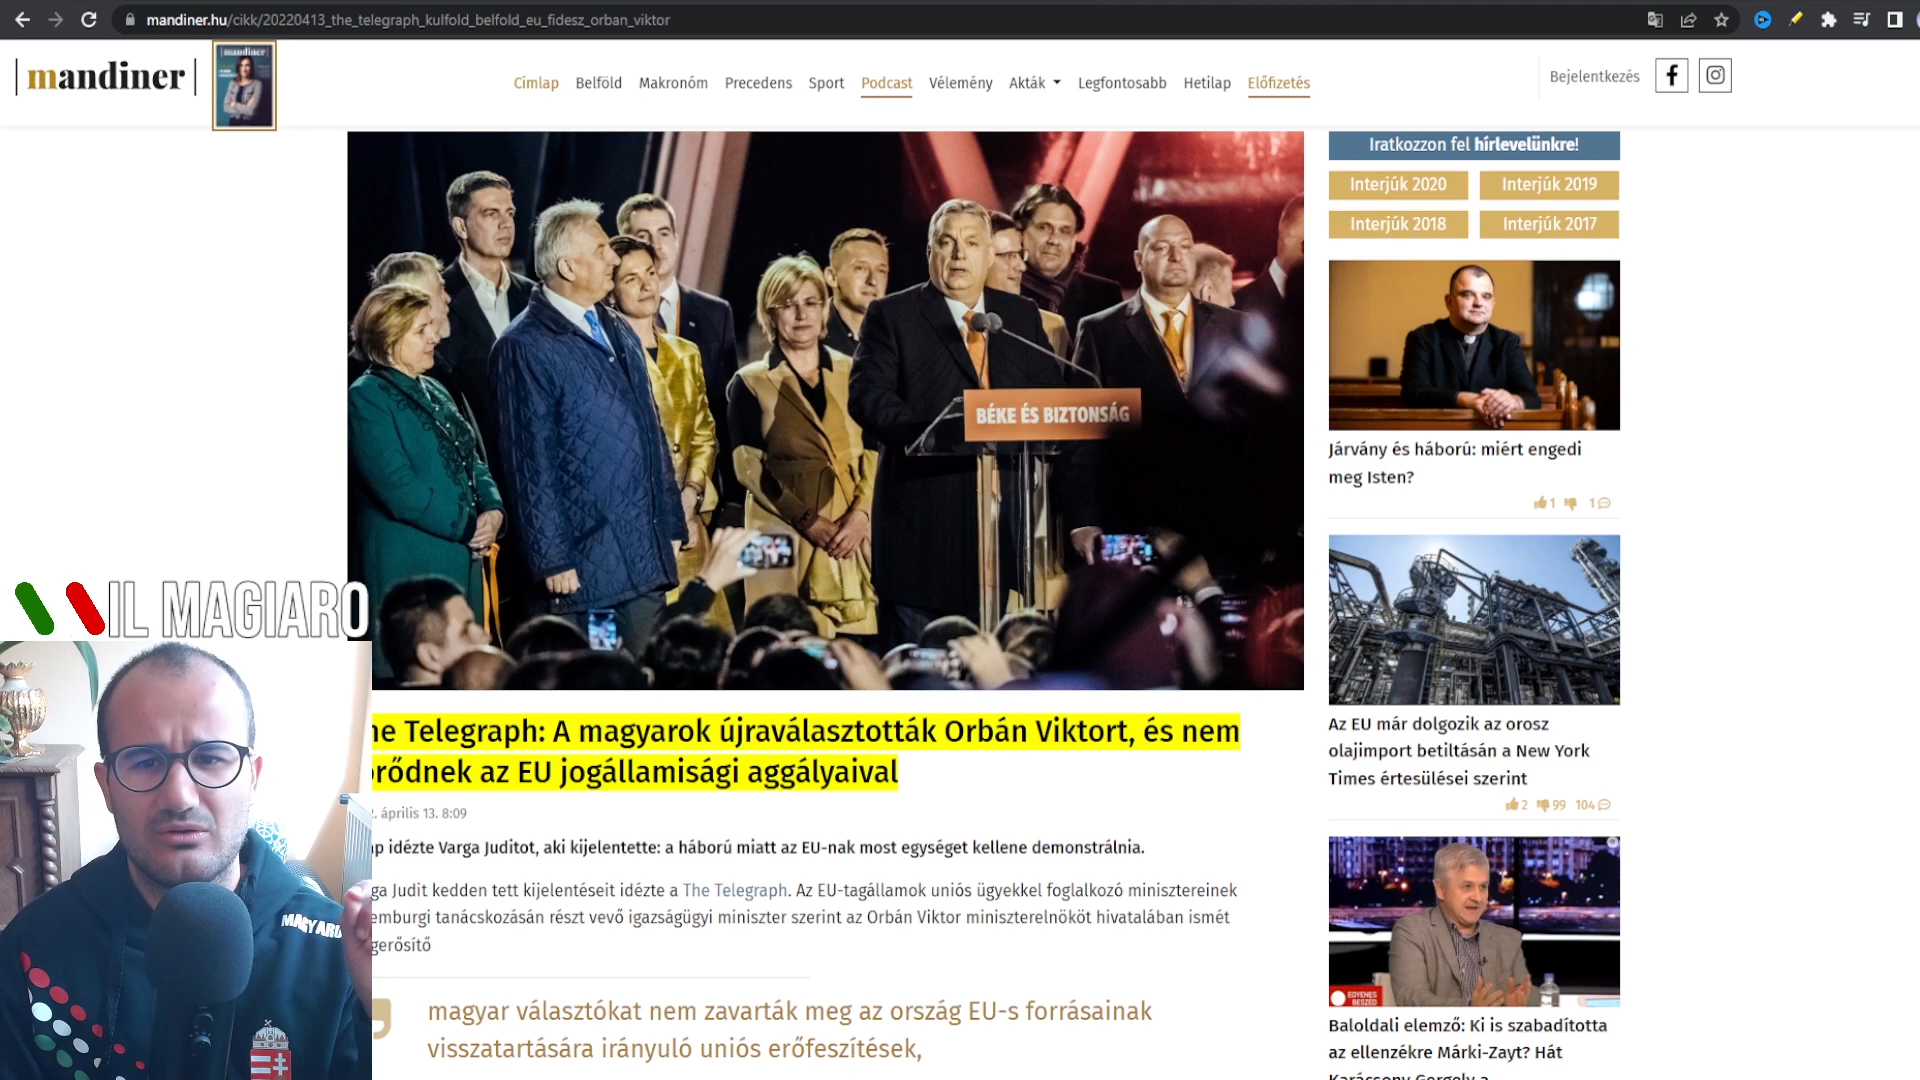 mandiner.hu/cikk/20220413_the_telegraph_kulfold_belfold_eu_fidesz_orban_viktor
mandiner
mandiner
Címlap Belföld Makronóm Precedens Sport Podcast Vélemény Akták Legfontosabb Hetilap Előfizetés
Bejelentkezés
BÉKE ÉS BIZTONSÁG
Iratkozzon fel hírlevelünkre!
Interjúk 2020 Interjúk 2019
Interjúk 2018 Interjúk 2017
Járvány és háború: miért engedi
meg Isten?
1 1
Az EU már dolgozik az orosz
olajimport betiltásán a New York
Times értesülései szerint
2 99 104
EGYENES
BESZÉD
Baloldali elemző: Ki is szabadította
az ellenzékre Márki-Zayt? Hát
Karácsony Gergely a
IL MAGIARO
Telegraph: A magyarok újraválasztották Orbán Viktort, és nem
az EU jogállamisági aggályaival
április 13. 8:09
idézte Varga Juditot, aki kijelentette: a háború miatt az EU-nak most egységet kellene demonstrálnia.
Judit kedden tett kijelentéseit idézte a The Telegraph. Az EU-tagállamok uniós ügyekkel foglalkozó minisztereinek
tanácskozásán részt vevő igazságügyi miniszter szerint az Orbán Viktor miniszterelnököt hivatalában ismét
magyar választókat nem zavarták meg az ország EU-s forrásainak
visszatartására irányuló uniós erőfeszítések,